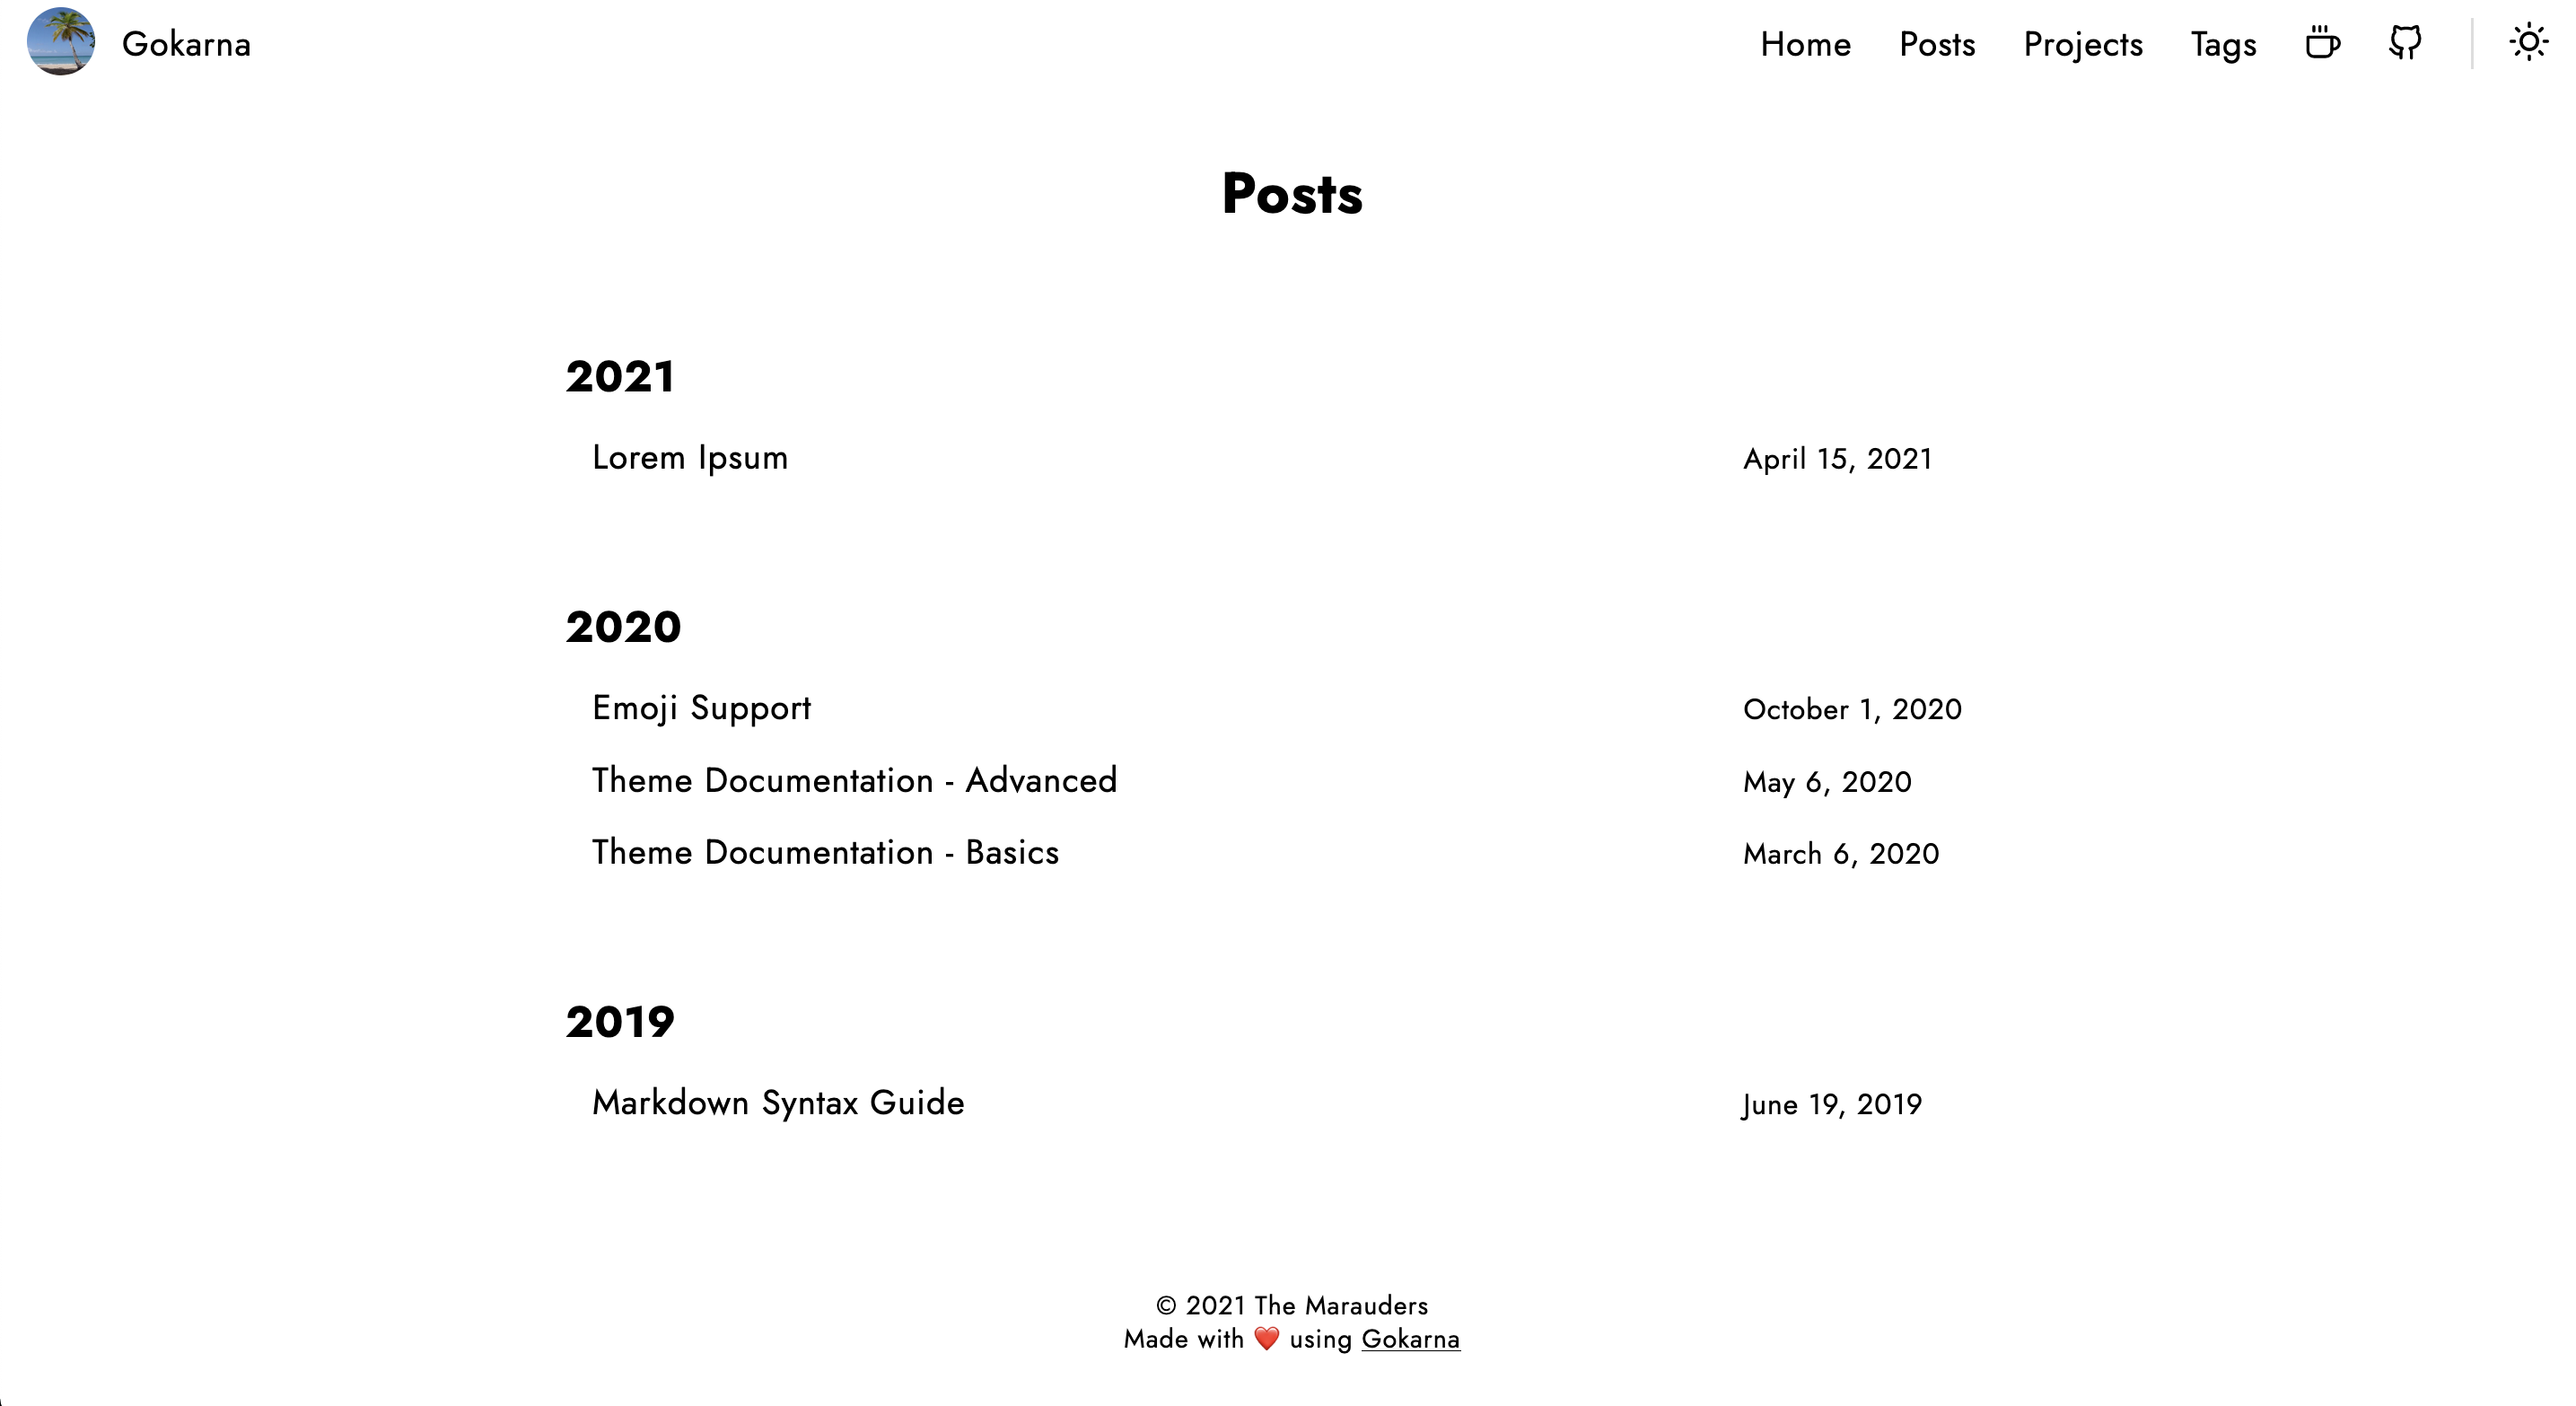 Gokarna Home Posts Projects Tags
Posts
2021
Lorem Ipsum April 15, 2021
2020
Emoji Support October 1, 2020
Theme Documentation - Advanced May 6, 2020
Theme Documentation - Basics March 6, 2020
2019
Markdown Syntax Guide June 19, 2019
© 2021 The Marauders
Made with ❤️ using Gokarna